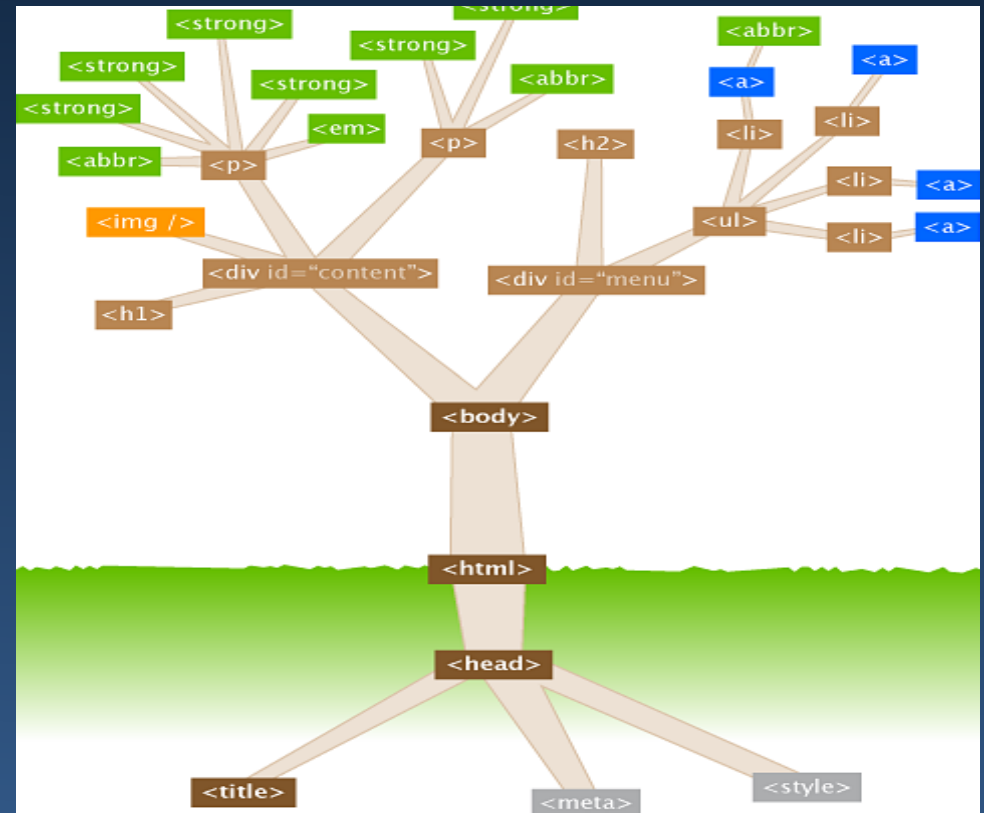 <strong>
<strong>
<abbr>
<strong>
<a>
<strong>
<strong>
<abbr>
<a>
<strong>
<em>
<li>
<li>
<abbr>
<p>
<p>
<h2>
<li>
<a>
<img />
<ul>
<li>
<a>
<div id=“content”>
<div id=“menu”>
<h1>
<body>
<html>
<head>
<title>
<meta>
<style>